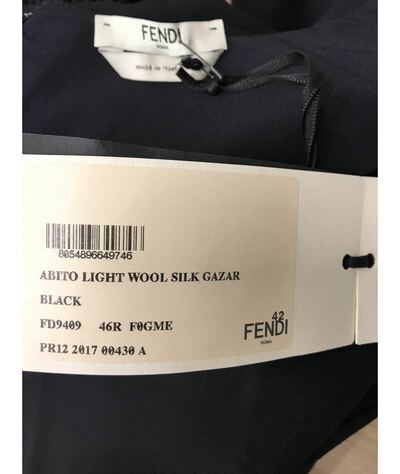 FENDI
ROMA
MADE IN ITALY
8054896649746
ABITO LIGHT WOOL SILK GAZAR
BLACK
FD9409 46R F0GME
PR12 2017 00430 A
42
FENDI
ROMA